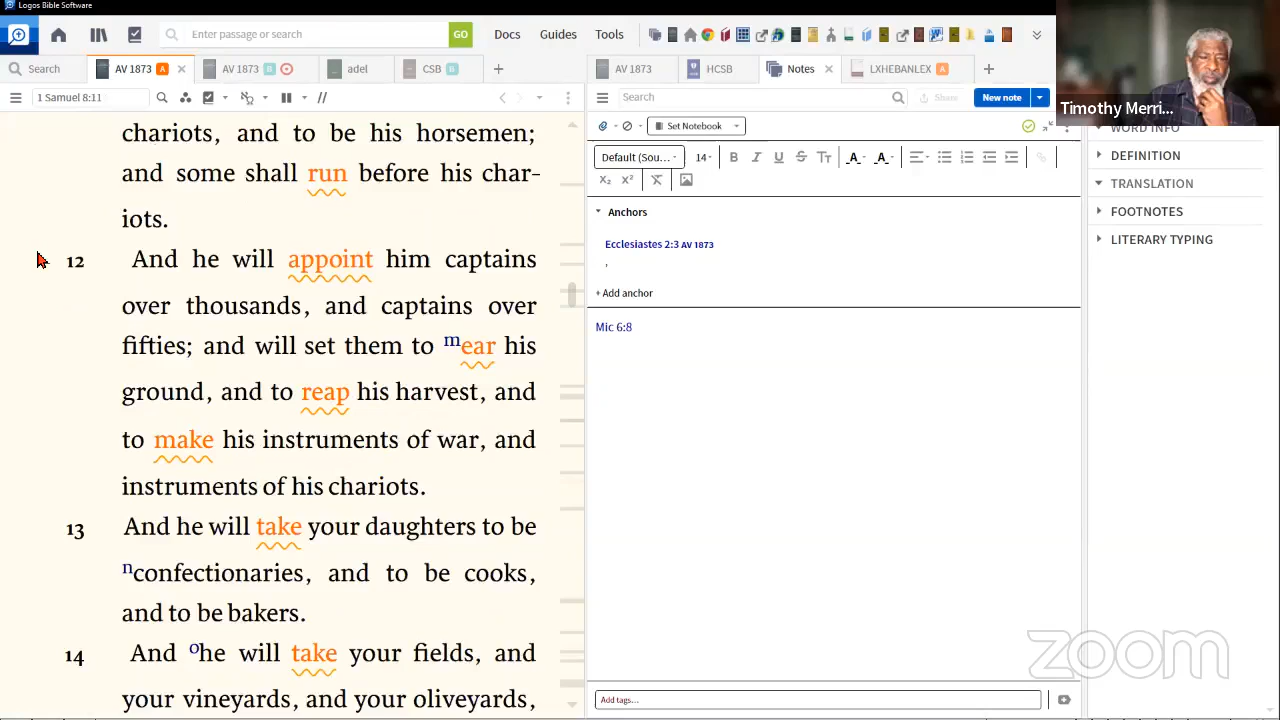 Logos Bible Software
Enter passage or search
GO
Docs
Guides
Tools
Search
AV 1873 A
AV 1873 B
adel
CSB B
AV 1873
HCSB
Notes
LXHEBANLEX A
1 Samuel 8:11
Search
Share
New note
Timothy Merri...
Set Notebook
Default (Sou...
14
Anchors
Ecclesiastes 2:3 AV 1873
,
+ Add anchor
Mic 6:8
Add tags...
WORD INFO
DEFINITION
TRANSLATION
FOOTNOTES
LITERARY TYPING
chariots, and to be his horsemen;
and some shall run before his char-
iots.
12 And he will appoint him captains
over thousands, and captains over
fifties; and will set them to m ear his
ground, and to reap his harvest, and
to make his instruments of war, and
instruments of his chariots.
13 And he will take your daughters to be
n confectionaries, and to be cooks,
and to be bakers.
14 And o he will take your fields, and
your vineyards, and your oliveyards,
zoom